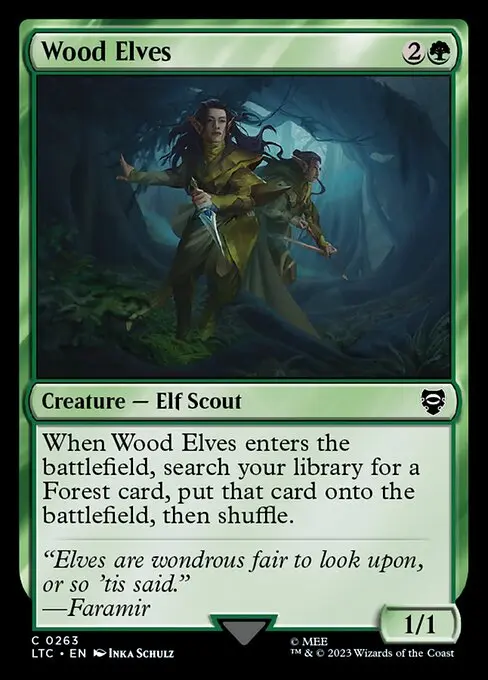 Wood Elves 2
Creature — Elf Scout
When Wood Elves enters the
battlefield, search your library for a
Forest card, put that card onto the
battlefield, then shuffle.
“Elves are wondrous fair to look upon,
or so ’tis said.”
—Faramir
1/1
C 0263
LTC • EN Inka Schulz
© MEE
™ & © 2023 Wizards of the Coast